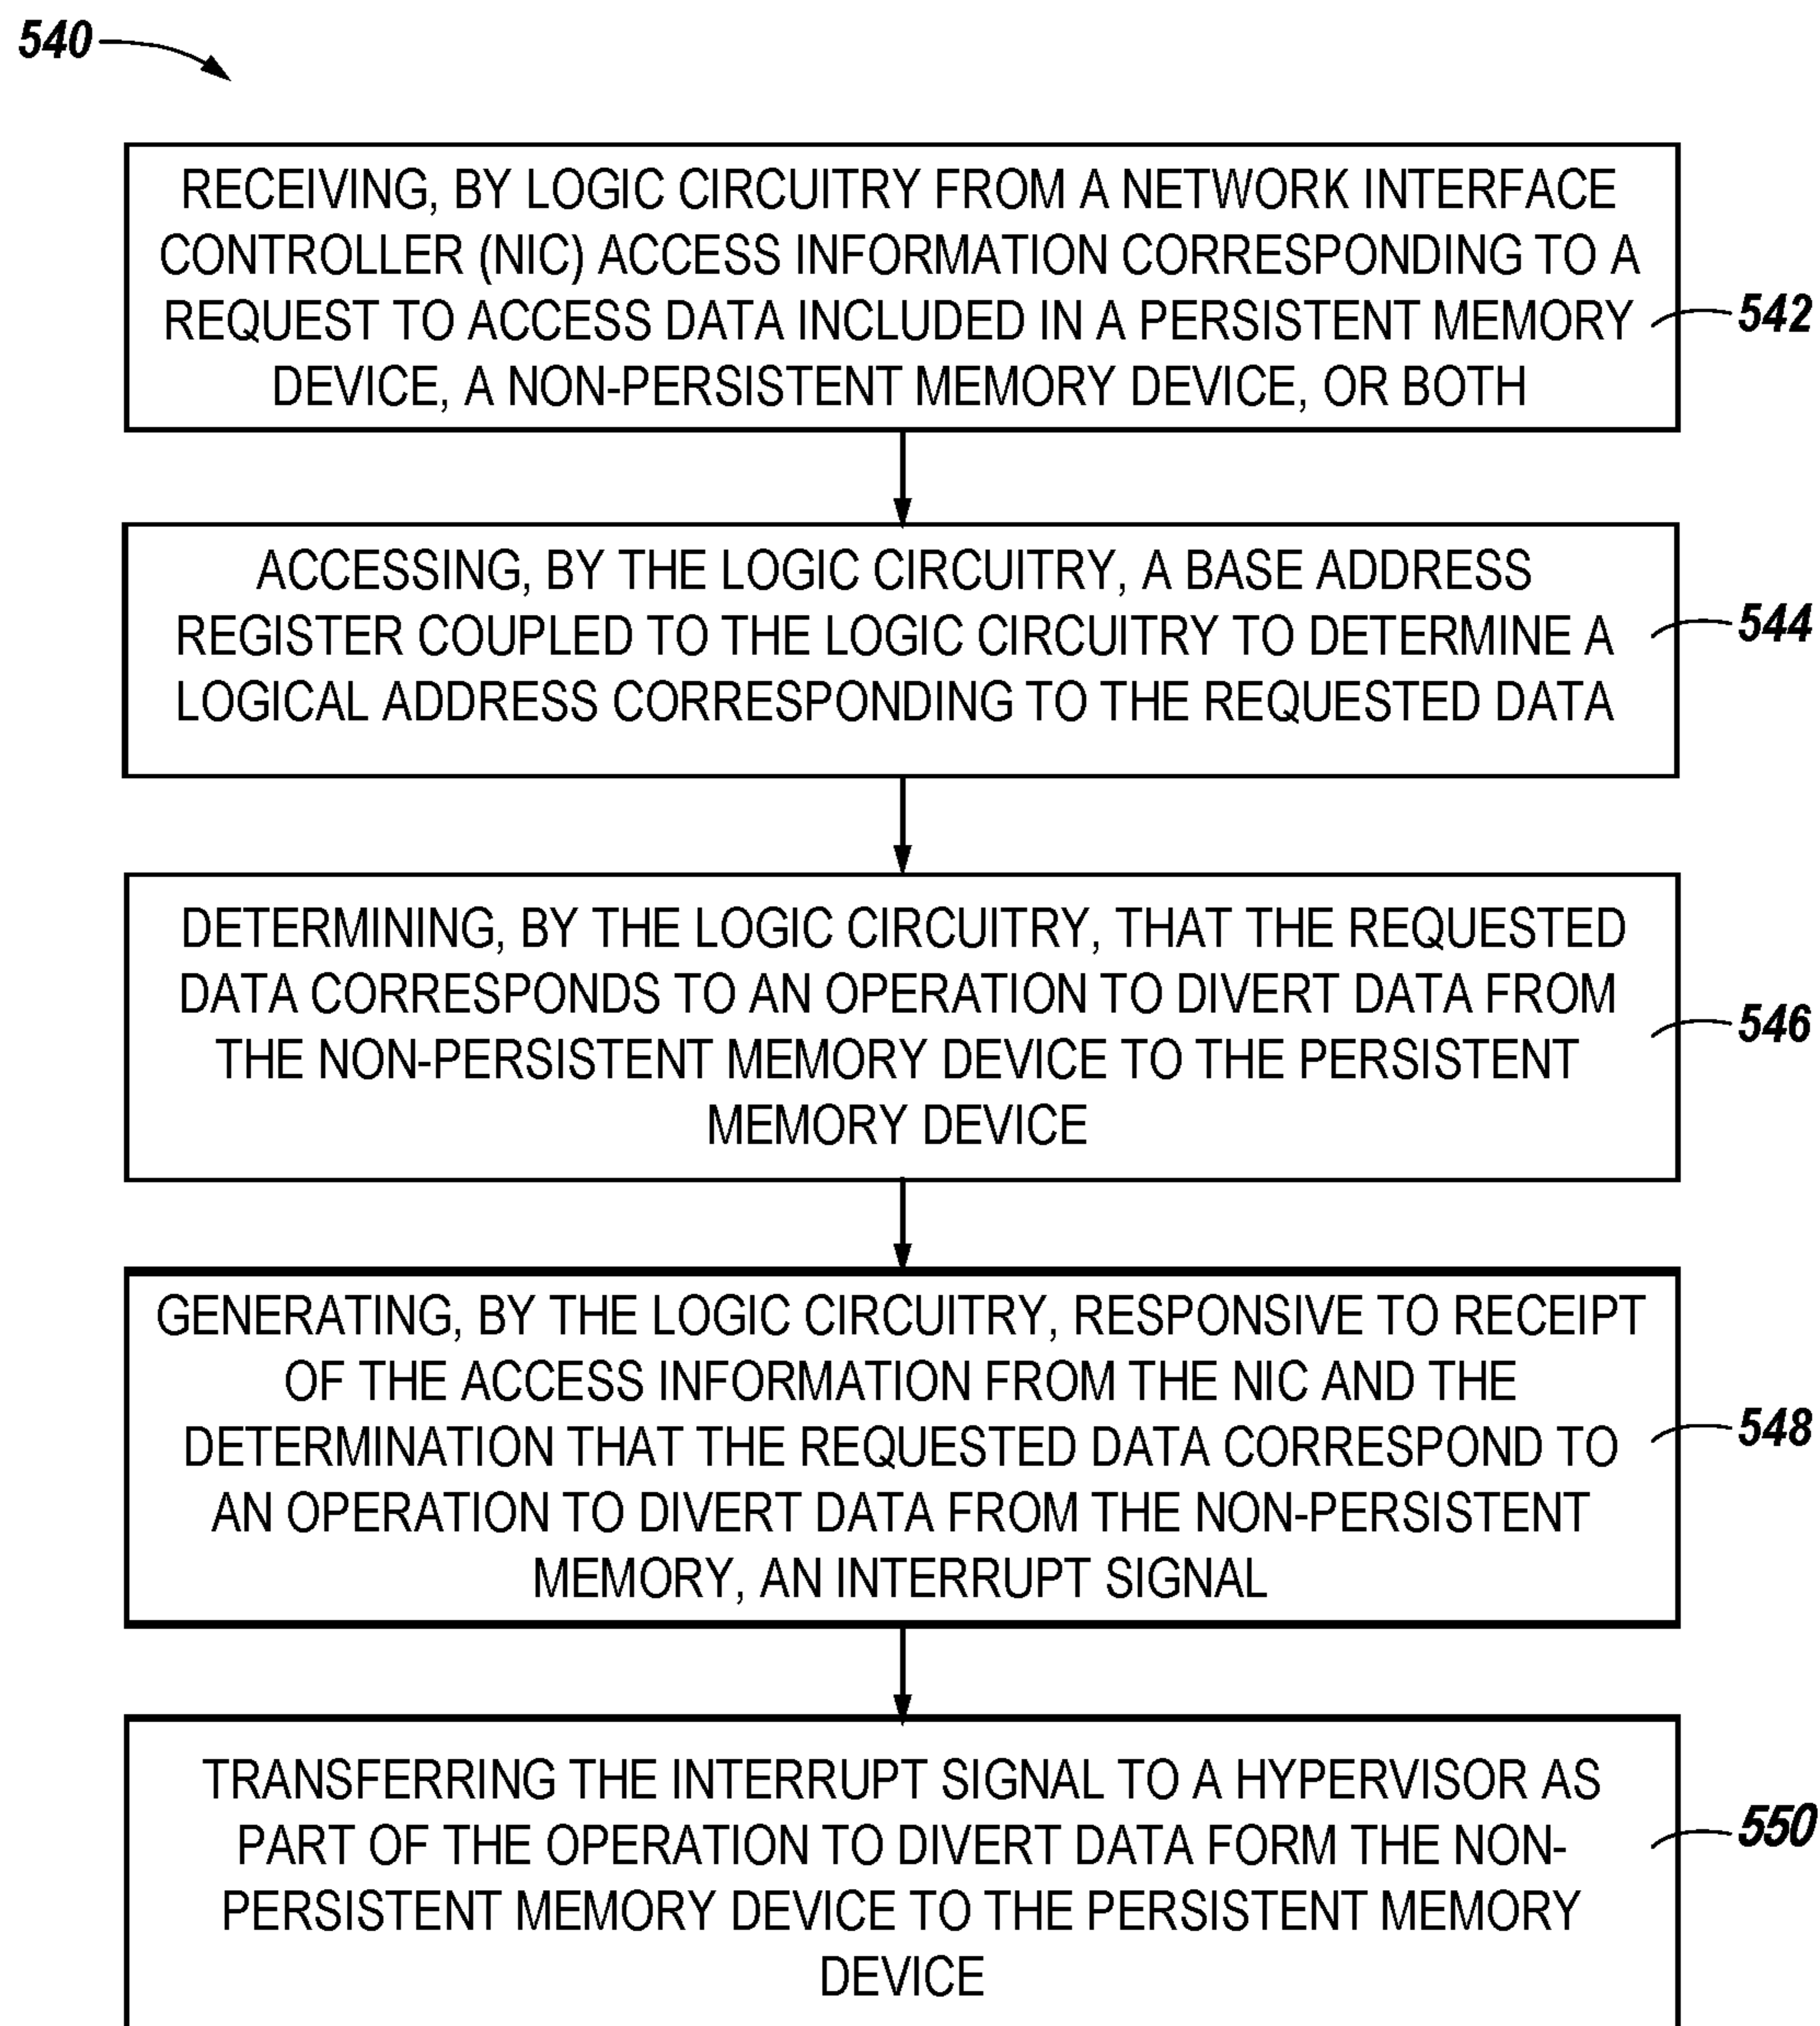 540
RECEIVING, BY LOGIC CIRCUITRY FROM A NETWORK INTERFACE
CONTROLLER (NIC) ACCESS INFORMATION CORRESPONDING TO A
REQUEST TO ACCESS DATA INCLUDED IN A PERSISTENT MEMORY
DEVICE, A NON-PERSISTENT MEMORY DEVICE, OR BOTH
542
ACCESSING, BY THE LOGIC CIRCUITRY, A BASE ADDRESS
REGISTER COUPLED TO THE LOGIC CIRCUITRY TO DETERMINE A
LOGICAL ADDRESS CORRESPONDING TO THE REQUESTED DATA
544
DETERMINING, BY THE LOGIC CIRCUITRY, THAT THE REQUESTED
DATA CORRESPONDS TO AN OPERATION TO DIVERT DATA FROM
THE NON-PERSISTENT MEMORY DEVICE TO THE PERSISTENT
MEMORY DEVICE
546
GENERATING, BY THE LOGIC CIRCUITRY, RESPONSIVE TO RECEIPT
OF THE ACCESS INFORMATION FROM THE NIC AND THE
DETERMINATION THAT THE REQUESTED DATA CORRESPOND TO
AN OPERATION TO DIVERT DATA FROM THE NON-PERSISTENT
MEMORY, AN INTERRUPT SIGNAL
548
TRANSFERRING THE INTERRUPT SIGNAL TO A HYPERVISOR AS
PART OF THE OPERATION TO DIVERT DATA FORM THE NON-
PERSISTENT MEMORY DEVICE TO THE PERSISTENT MEMORY
DEVICE
550